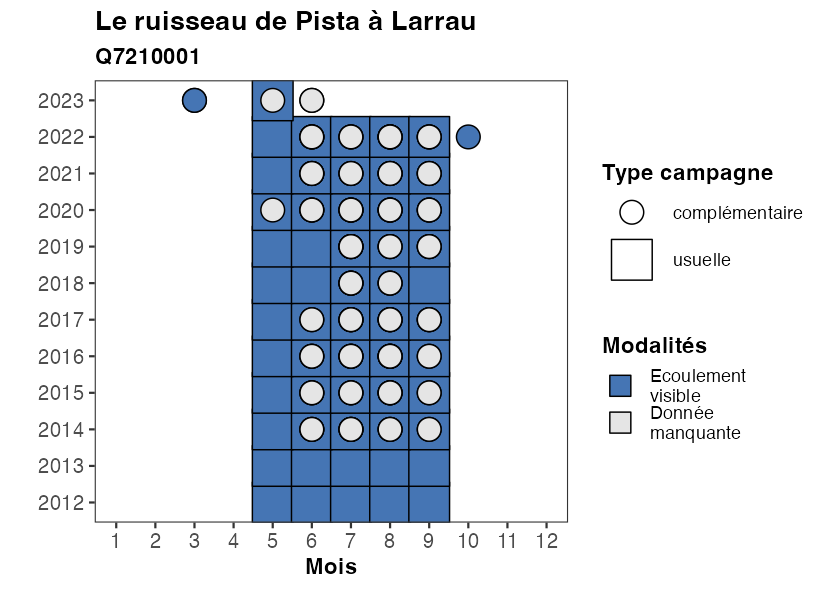 Le ruisseau de Pista à Larrau
Q7210001
2023
2022
2021
2020
2019
2018
2017
2016
2015
2014
2013
2012
1 2 3 4 5 6 7 8 9 10 11 12
Mois
Type campagne
complémentaire
usuelle
Modalités
Ecoulement
visible
Donnée
manquante